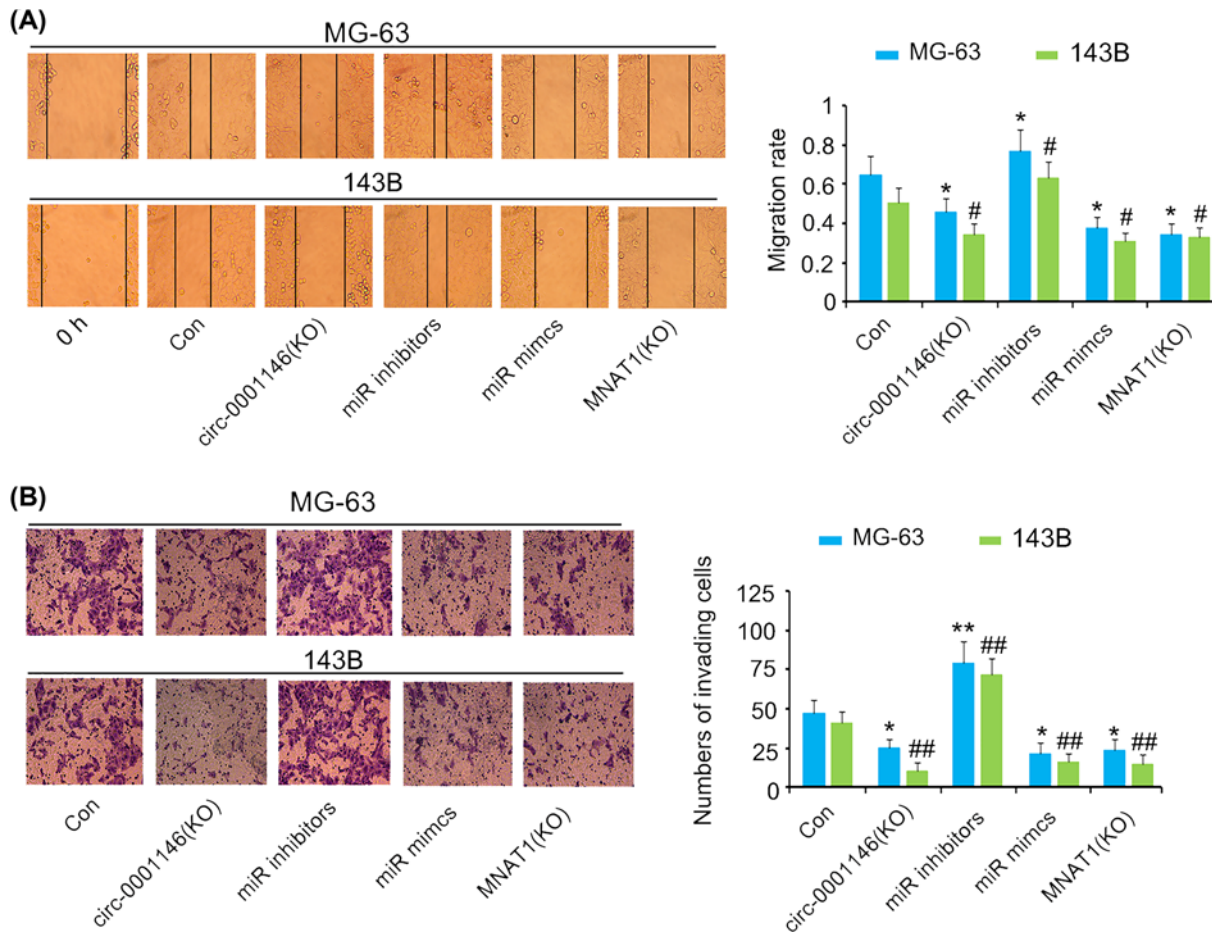 (A)
MG-63
143B
0 h
Con
circ-0001146(KO)
miR inhibitors
miR mimcs
MNAT1(KO)
MG-63
143B
Migration rate
1
0.8
0.6
0.4
0.2
0
*
#
*
#
*
#
*
#
Con
circ-0001146(KO)
miR inhibitors
miR mimcs
MNAT1(KO)
(B)
MG-63
143B
Con
circ-0001146(KO)
miR inhibitors
miR mimcs
MNAT1(KO)
MG-63
143B
Numbers of invading cells
125
100
75
50
25
0
*
##
**
##
*
##
*
##
Con
circ-0001146(KO)
miR inhibitors
miR mimcs
MNAT1(KO)